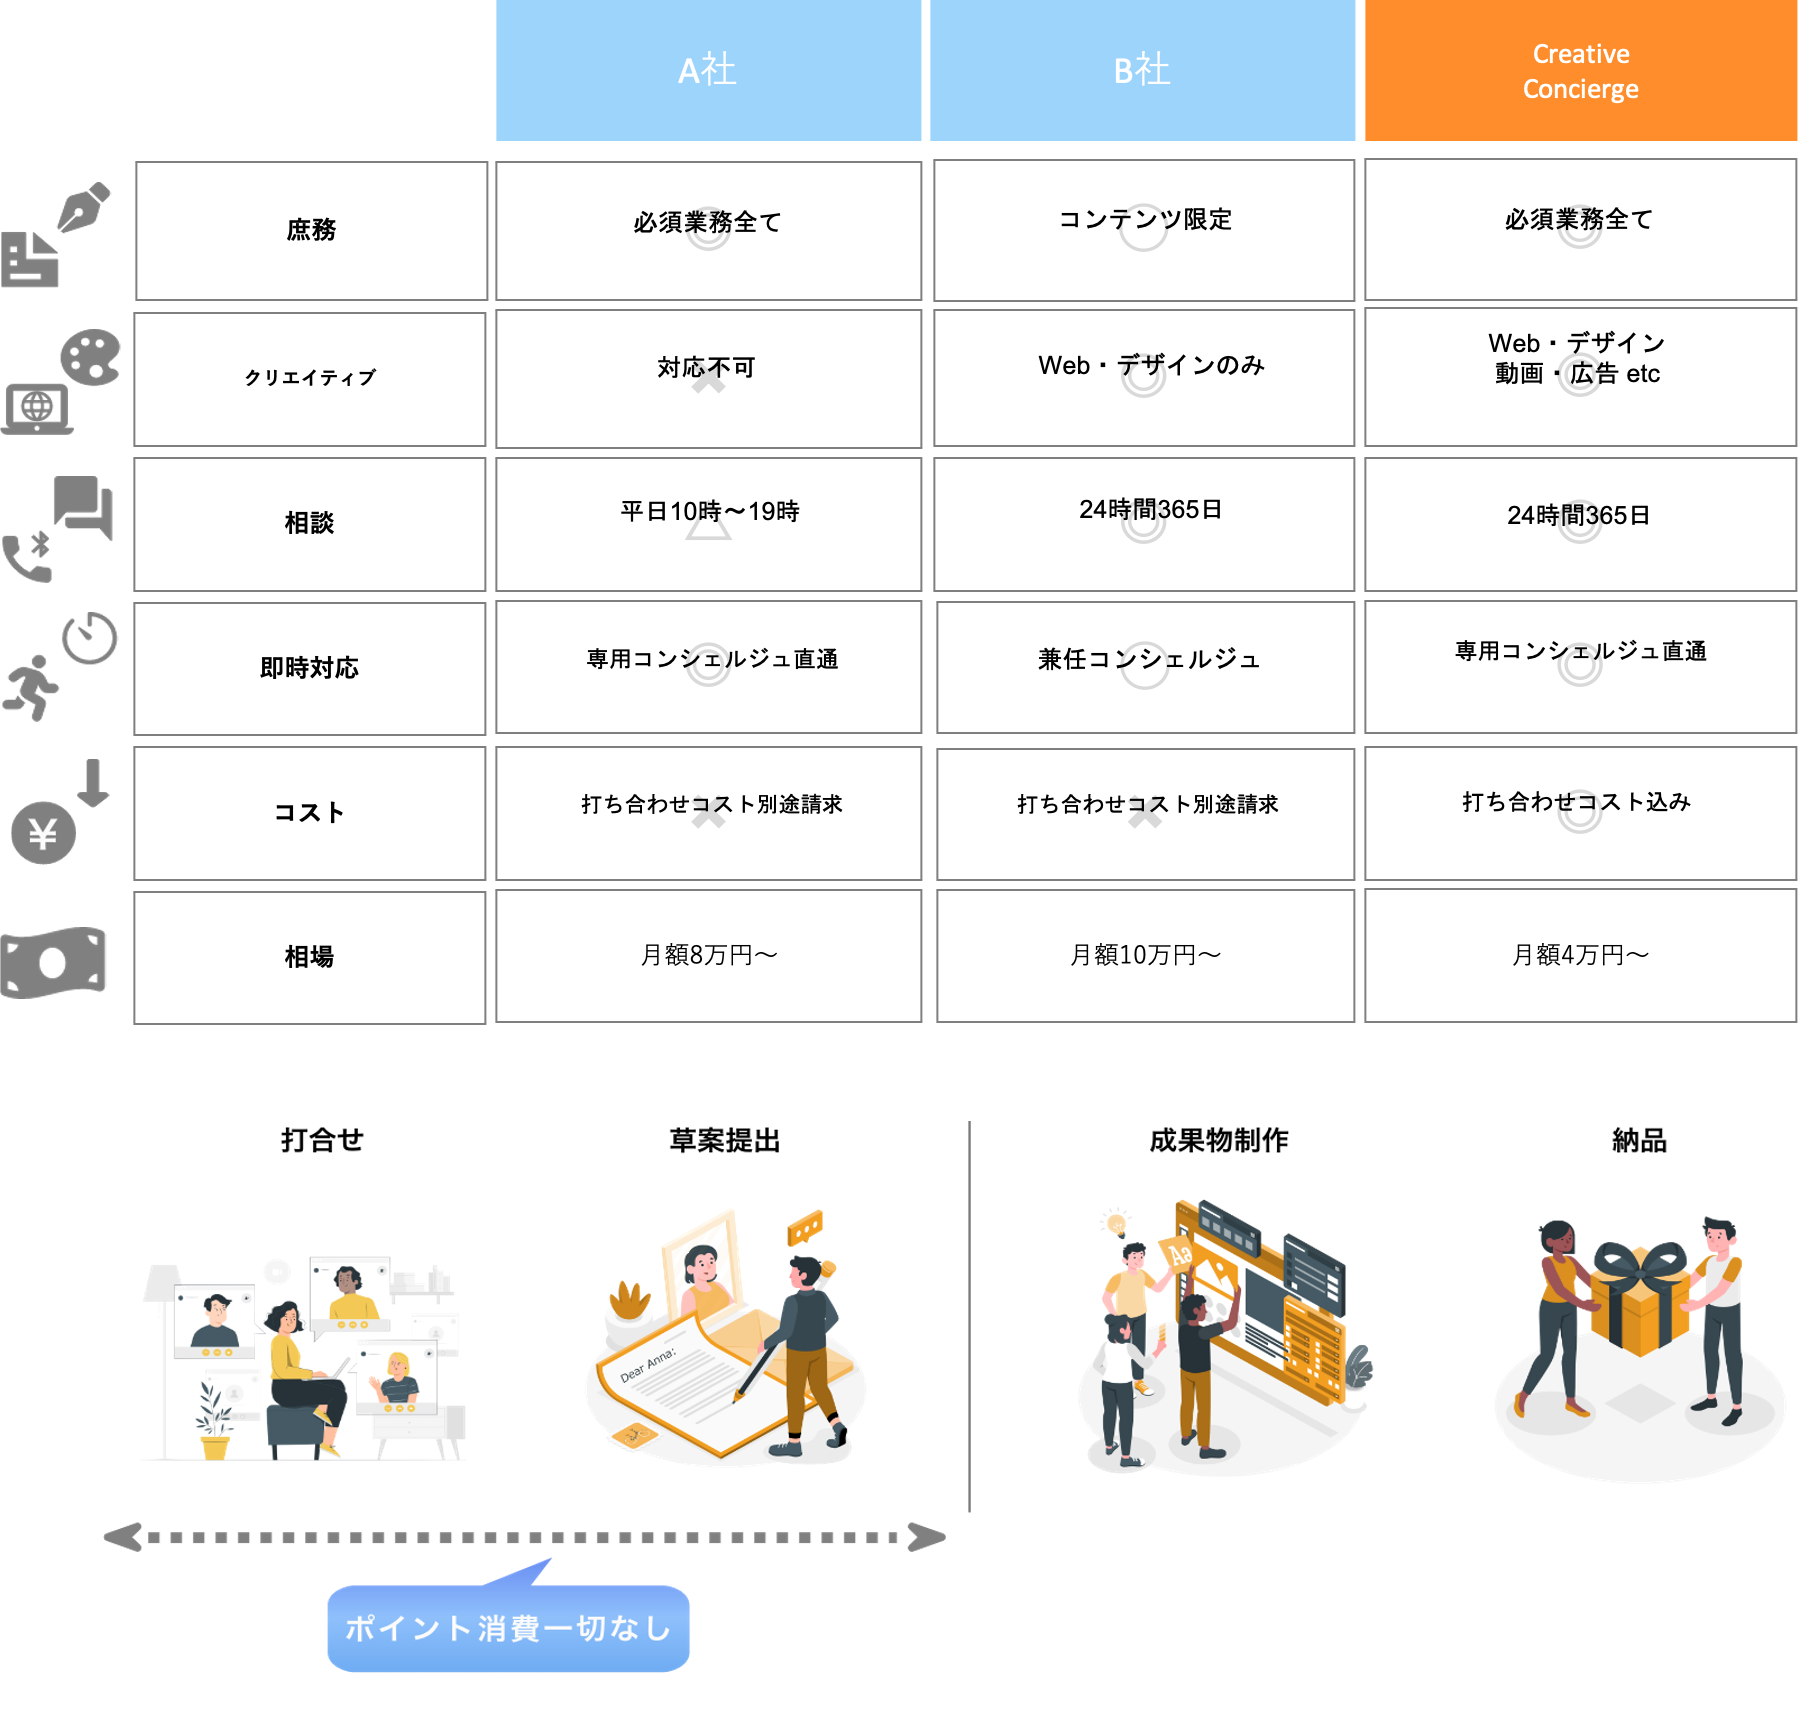 A社
B社
Creative
Concierge
庶務
必須業務全て
コンテンツ限定
必須業務全て
クリエイティブ
対応不可
Web・デザインのみ
Web・デザイン
動画・広告 etc
相談
平日10時〜19時
24時間365日
24時間365日
即時対応
専用コンシェルジュ直通
兼任コンシェルジュ
専用コンシェルジュ直通
コスト
打ち合わせコスト別途請求
打ち合わせコスト別途請求
打ち合わせコスト込み
¥
相場
月額8万円〜
月額10万円〜
月額4万円〜
打合せ
草案提出
成果物制作
納品
Dear Anna:
Aa
ポイント消費一切なし